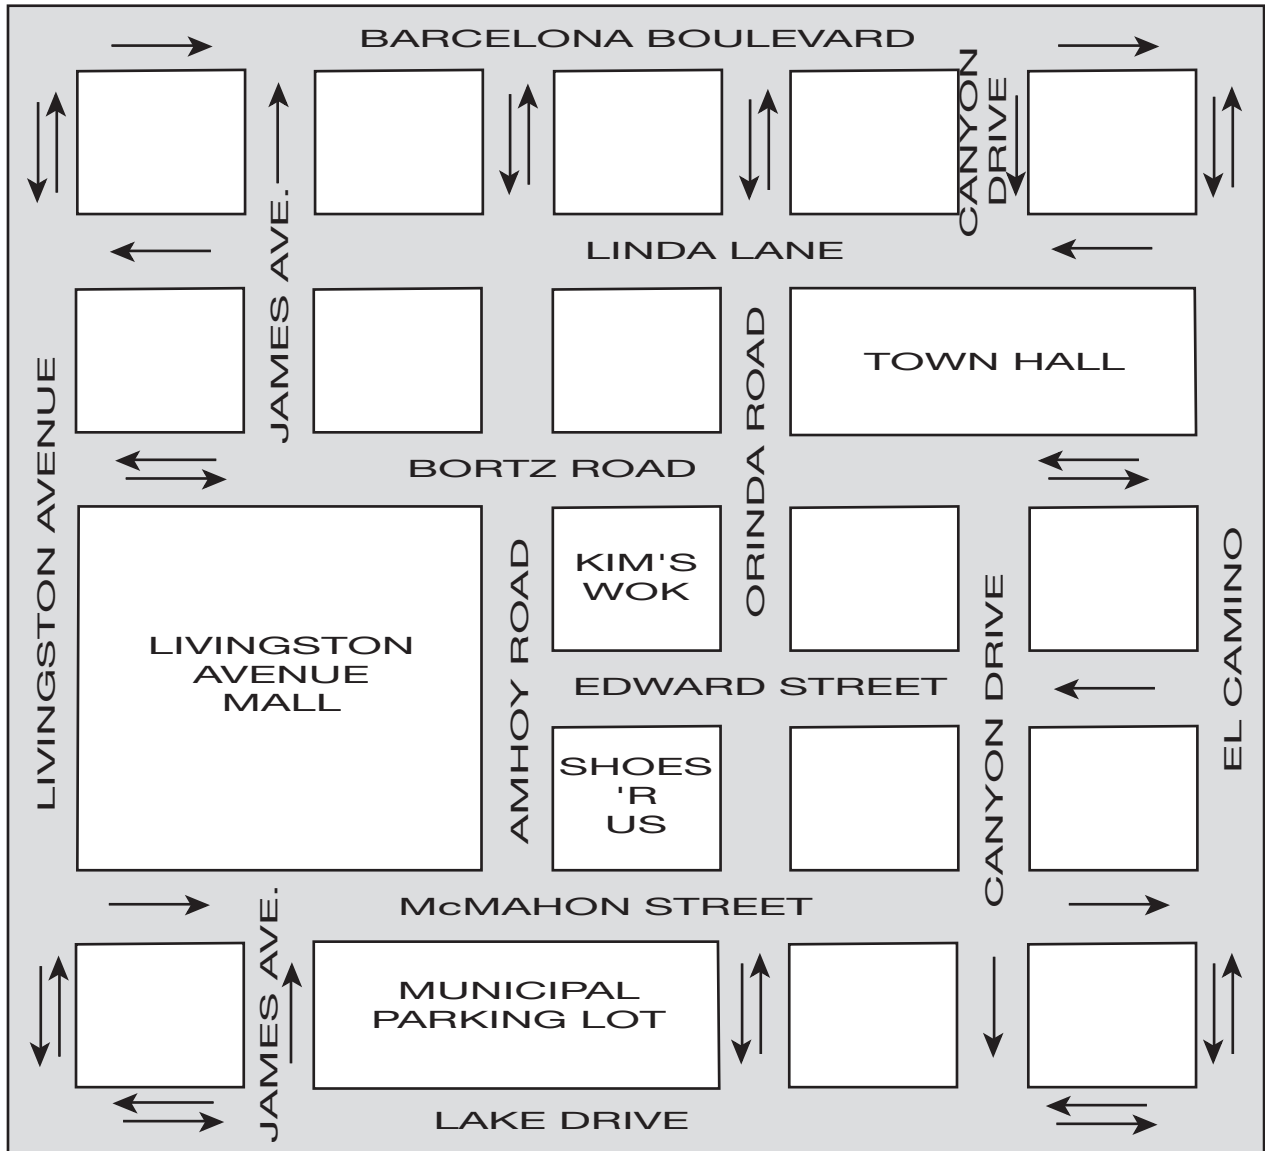 BARCELONA BOULEVARD
CANYON
DRIVE
JAMES AVE.
LINDA LANE
LIVINGSTON AVENUE
ORINDA ROAD
TOWN HALL
BORTZ ROAD
LIVINGSTON
AVENUE
MALL
AMHOY ROAD
KIM'S
WOK
CANYON DRIVE
EL CAMINO
EDWARD STREET
SHOES
'R
US
McMAHON STREET
JAMES AVE.
MUNICIPAL
PARKING LOT
LAKE DRIVE